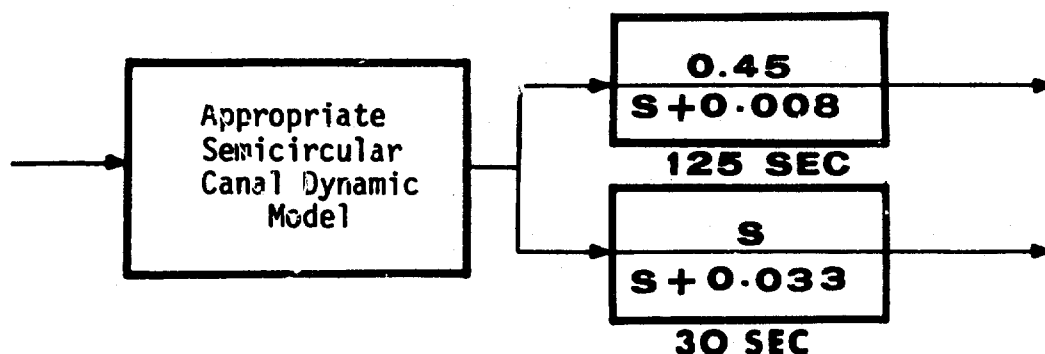 Appropriate
Semicircular
Canal Dynamic
Model
0.45
S+0.008
125 SEC
S
S+0.033
30 SEC